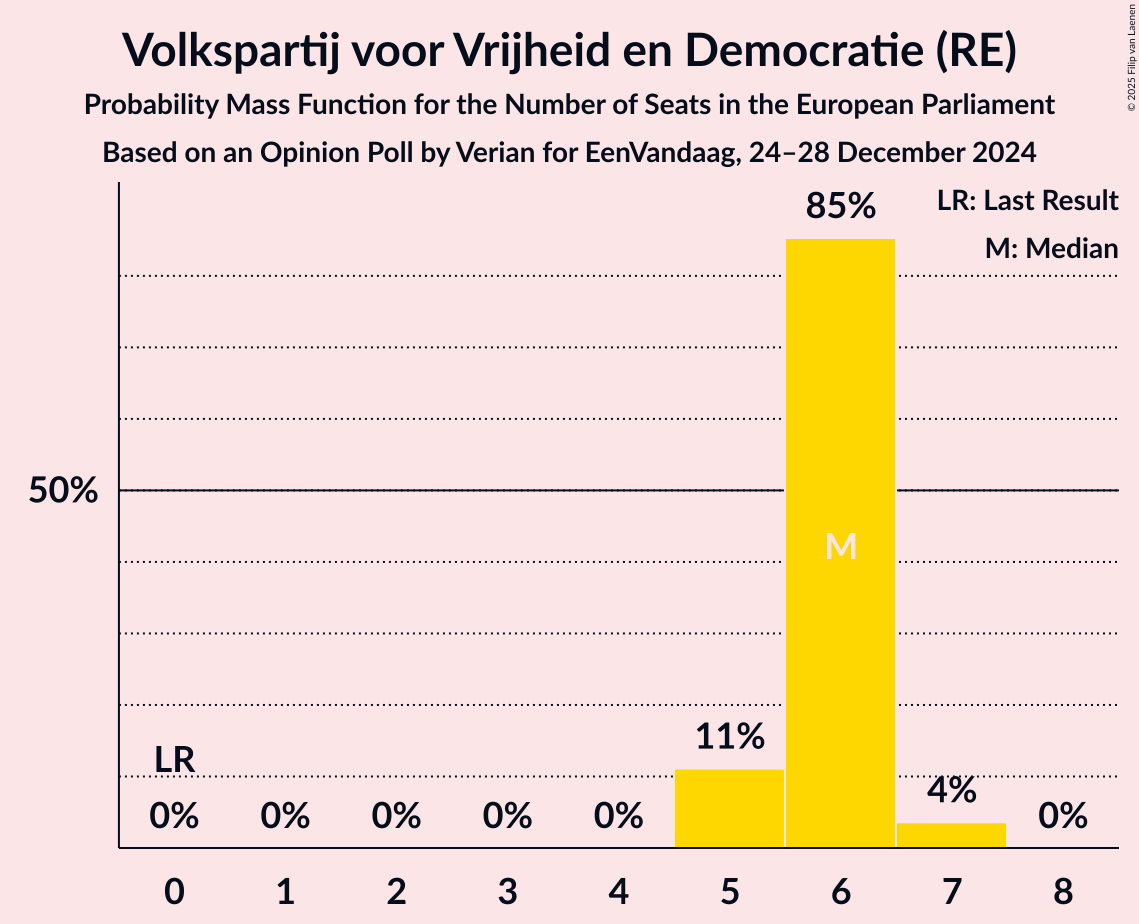 Volkspartij voor Vrijheid en Democratie (RE)
Probability Mass Function for the Number of Seats in the European Parliament
Based on an Opinion Poll by Verian for EenVandaag, 24–28 December 2024
© 2025 Filip van Laenen
LR: Last Result
M: Median
85%
50%
M
LR
11%
4%
0% 0% 0% 0% 0% 0%
0 1 2 3 4 5 6 7 8